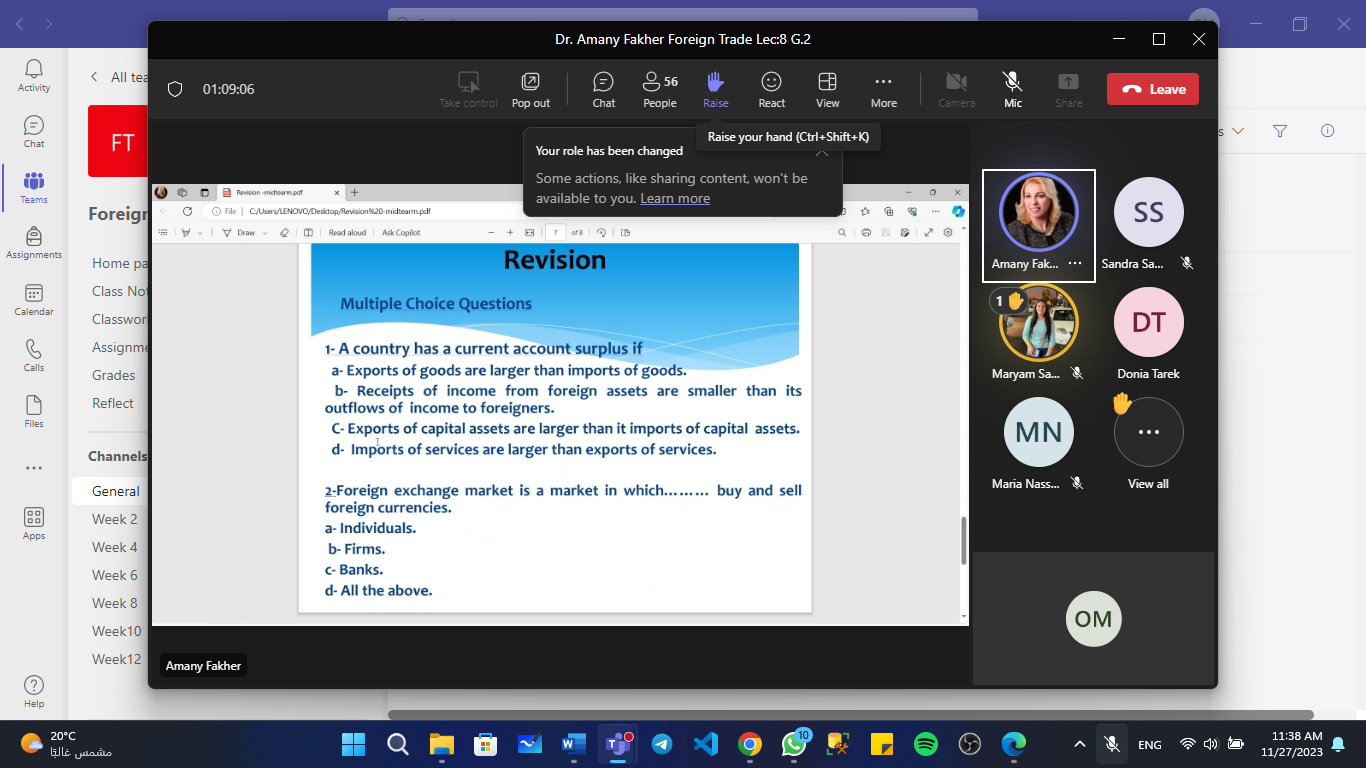 Dr. Amany Fakher Foreign Trade Lec:8 G.2
01:09:06
Take control
Pop out
Chat
56
People
Raise
React
View
More
Camera
Mic
Share
Leave
Raise your hand (Ctrl+Shift+K)
Your role has been changed
Some actions, like sharing content, won't be
available to you. Learn more
Activity
Chat
Teams
Assignments
Calendar
Calls
Files
Apps
Help
All tea
FT
Foreign
Home pa
Class Not
Classwor
Assignme
Grades
Reflect
Channels
General
Week 2
Week 4
Week 6
Week 8
Week10
Week12
Revision -midtearm.pdf
File
C:/Users/LENOVO/Desktop/Revision%20-midtearm.pdf
Draw
Read aloud
Ask Copilot
7
of 8
Revision
Multiple Choice Questions
1- A country has a current account surplus if
a- Exports of goods are larger than imports of goods.
b- Receipts of income from foreign assets are smaller than its
outflows of income to foreigners.
C- Exports of capital assets are larger than it imports of capital assets.
d- Imports of services are larger than exports of services.
2-Foreign exchange market is a market in which......... buy and sell
foreign currencies.
a- Individuals.
b- Firms.
c- Banks.
d- All the above.
Amany Fakher
Amany Fak...
SS
Sandra Sa...
1
Maryam Sa...
DT
Donia Tarek
MN
Maria Nass...
View all
OM
20°C
مشمس غالبًا
10
ENG
11:38 AM
11/27/2023